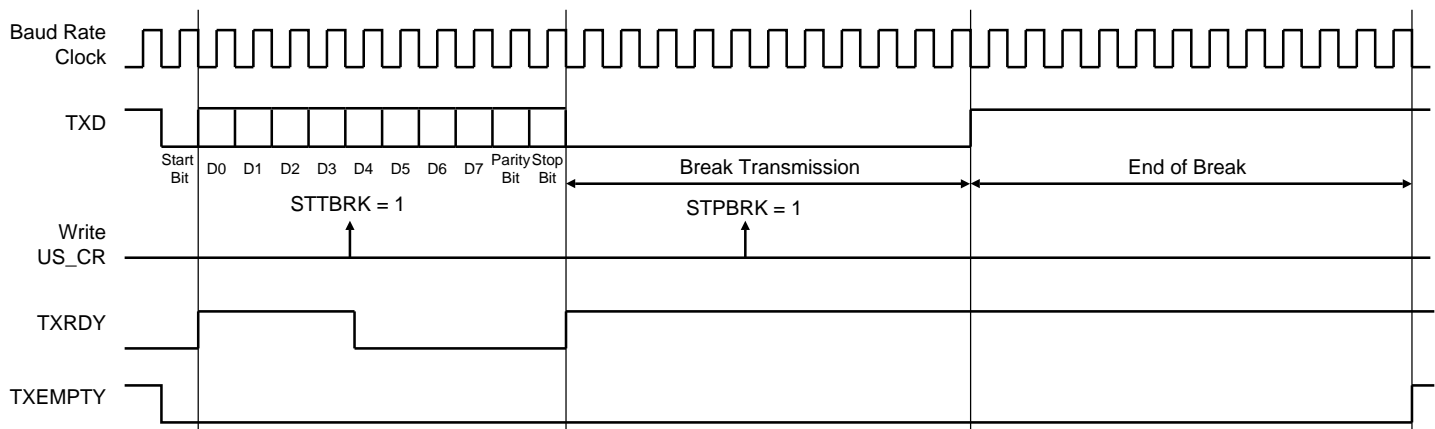 Baud Rate
Clock
TXD
Start
Bit
D0 D1 D2 D3 D4 D5 D6 D7
Parity
Bit
Stop
Bit
Break Transmission
End of Break
STTBRK = 1
STPBRK = 1
Write
US_CR
TXRDY
TXEMPTY